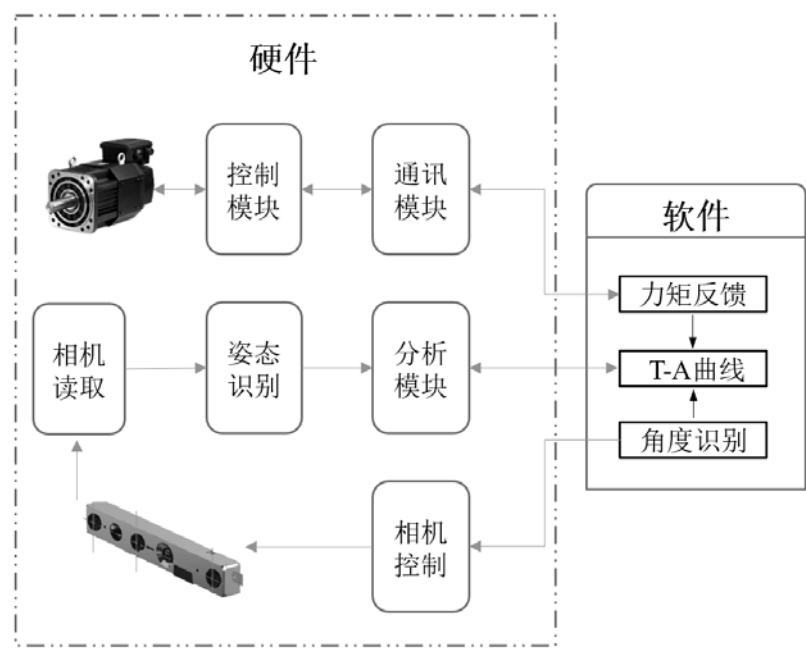 硬件
控制
模块
通讯
模块
软件
力矩反馈
相机
读取
姿态
识别
分析
模块
T-A曲线
角度识别
相机
控制